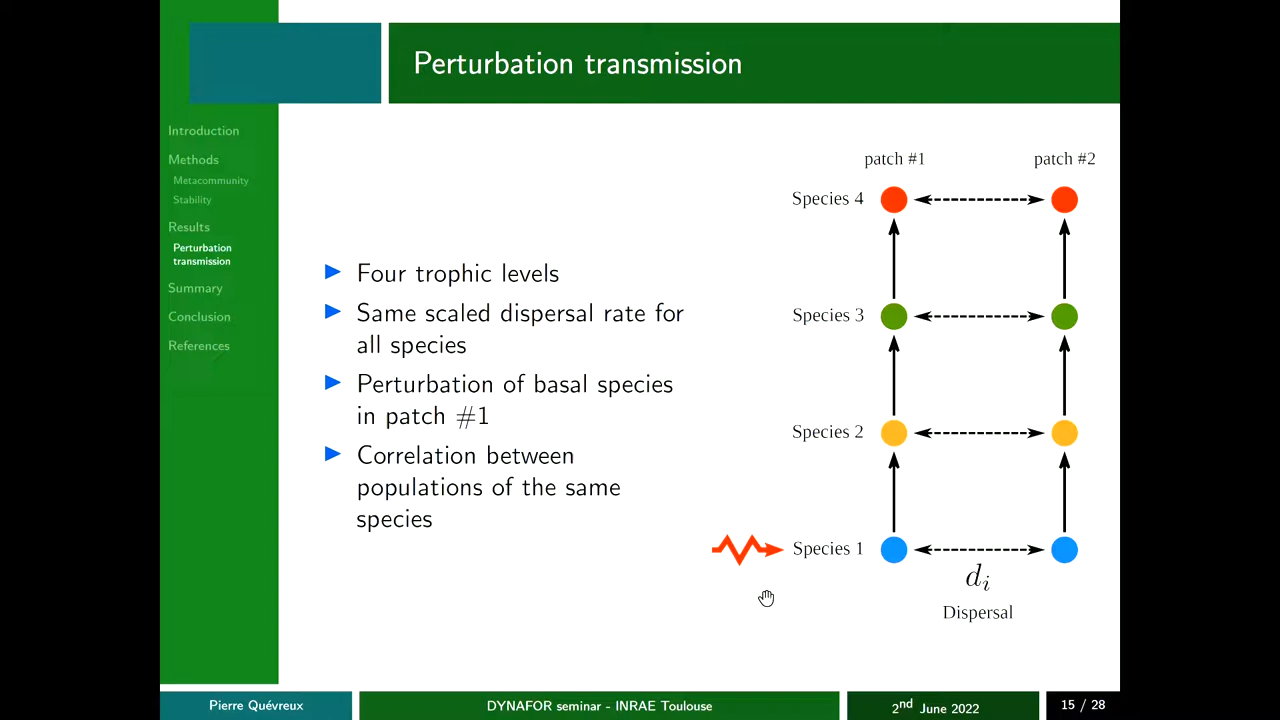 Perturbation transmission
Introduction
Methods
Metacommunity
Stability
Results
Perturbation
transmission
Summary
Conclusion
References
Four trophic levels
Same scaled dispersal rate for
all species
Perturbation of basal species
in patch #1
Correlation between
populations of the same
species
patch #1
patch #2
Species 4
Species 3
Species 2
Species 1
di
Dispersal
Pierre Quévreux
DYNAFOR seminar - INRAE Toulouse
2nd June 2022
15 / 28